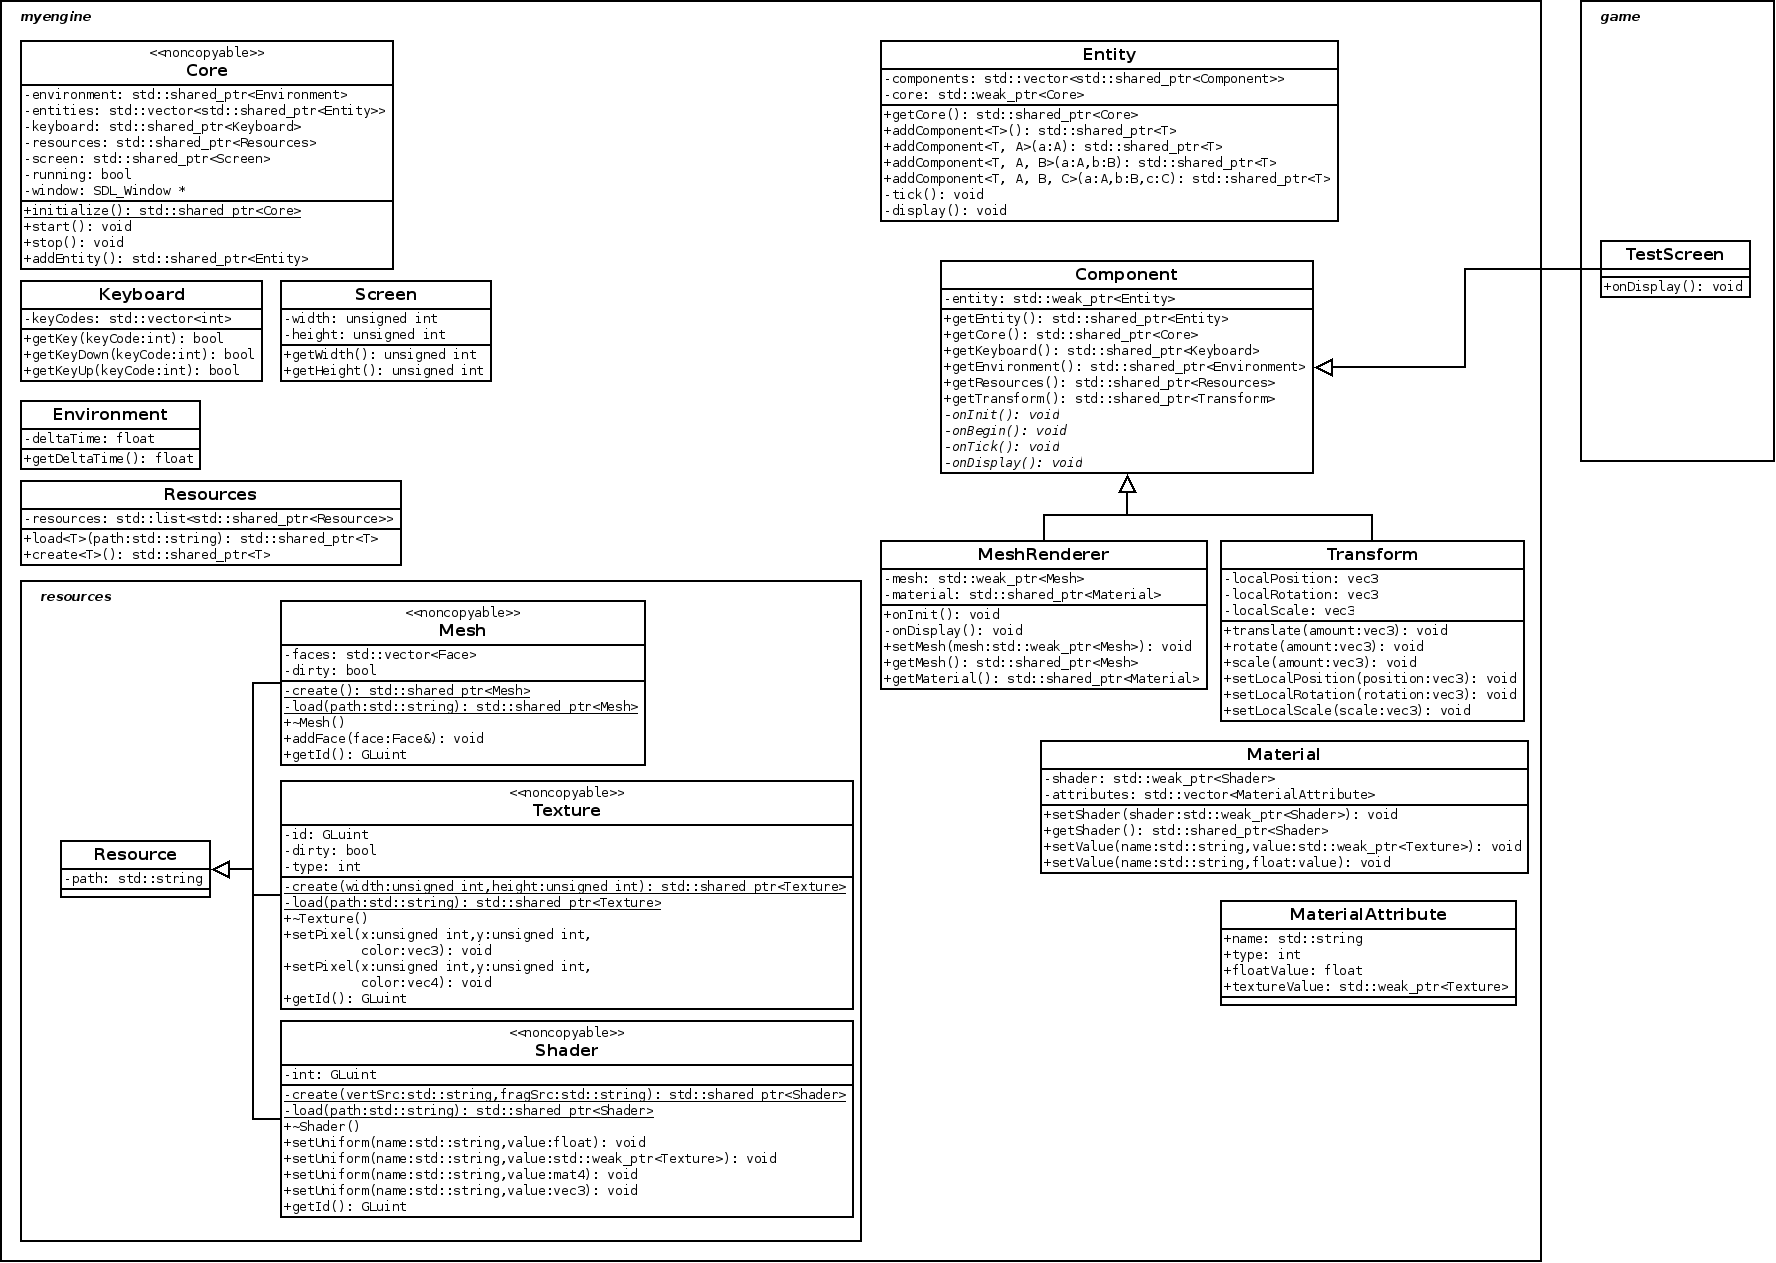 myengine
<<noncopyable>>
Core
-environment: std::shared_ptr<Environment>
-entities: std::vector<std::shared_ptr<Entity>>
-keyboard: std::shared_ptr<Keyboard>
-resources: std::shared_ptr<Resources>
-screen: std::shared_ptr<Screen>
-running: bool
-window: SDL_Window *
+initialize(): std::shared_ptr<Core>
+start(): void
+stop(): void
+addEntity(): std::shared_ptr<Entity>
Keyboard
-keyCodes: std::vector<int>
+getKey(keyCode:int): bool
+getKeyDown(keyCode:int): bool
+getKeyUp(keyCode:int): bool
Screen
-width: unsigned int
-height: unsigned int
+getWidth(): unsigned int
+getHeight(): unsigned int
Environment
-deltaTime: float
+getDeltaTime(): float
Resources
-resources: std::list<std::shared_ptr<Resource>>
+load<T>(path:std::string): std::shared_ptr<T>
+create<T>(): std::shared_ptr<T>
resources
<<noncopyable>>
Mesh
-faces: std::vector<Face>
-dirty: bool
-create(): std::shared_ptr<Mesh>
-load(path:std::string): std::shared_ptr<Mesh>
+~Mesh()
+addFace(face:Face&): void
+getId(): GLuint
<<noncopyable>>
Texture
-id: GLuint
-dirty: bool
-type: int
-create(width:unsigned int,height:unsigned int): std::shared_ptr<Texture>
-load(path:std::string): std::shared_ptr<Texture>
+~Texture()
+setPixel(x:unsigned int,y:unsigned int,
color:vec3): void
+setPixel(x:unsigned int,y:unsigned int,
color:vec4): void
+getId(): GLuint
Resource
-path: std::string
<<noncopyable>>
Shader
-int: GLuint
-create(vertSrc:std::string,fragSrc:std::string): std::shared_ptr<Shader>
-load(path:std::string): std::shared_ptr<Shader>
+~Shader()
+setUniform(name:std::string,value:float): void
+setUniform(name:std::string,value:std::weak_ptr<Texture>): void
+setUniform(name:std::string,value:mat4): void
+setUniform(name:std::string,value:vec3): void
+getId(): GLuint
Entity
-components: std::vector<std::shared_ptr<Component>>
-core: std::weak_ptr<Core>
+getCore(): std::shared_ptr<Core>
+addComponent<T>(): std::shared_ptr<T>
+addComponent<T, A>(a:A): std::shared_ptr<T>
+addComponent<T, A, B>(a:A,b:B): std::shared_ptr<T>
+addComponent<T, A, B, C>(a:A,b:B,c:C): std::shared_ptr<T>
-tick(): void
-display(): void
Component
-entity: std::weak_ptr<Entity>
+getEntity(): std::shared_ptr<Entity>
+getCore(): std::shared_ptr<Core>
+getKeyboard(): std::shared_ptr<Keyboard>
+getEnvironment(): std::shared_ptr<Environment>
+getResources(): std::shared_ptr<Resources>
+getTransform(): std::shared_ptr<Transform>
-onInit(): void
-onBegin(): void
-onTick(): void
-onDisplay(): void
MeshRenderer
-mesh: std::weak_ptr<Mesh>
-material: std::shared_ptr<Material>
+onInit(): void
-onDisplay(): void
+setMesh(mesh:std::weak_ptr<Mesh>): void
+getMesh(): std::shared_ptr<Mesh>
+getMaterial(): std::shared_ptr<Material>
Transform
-localPosition: vec3
-localRotation: vec3
-localScale: vec3
+translate(amount:vec3): void
+rotate(amount:vec3): void
+scale(amount:vec3): void
+setLocalPosition(position:vec3): void
+setLocalRotation(rotation:vec3): void
+setLocalScale(scale:vec3): void
Material
-shader: std::weak_ptr<Shader>
-attributes: std::vector<MaterialAttribute>
+setShader(shader:std::weak_ptr<Shader>): void
+getShader(): std::shared_ptr<Shader>
+setValue(name:std::string,value:std::weak_ptr<Texture>): void
+setValue(name:std::string,float:value): void
MaterialAttribute
+name: std::string
+type: int
+floatValue: float
+textureValue: std::weak_ptr<Texture>
game
TestScreen
+onDisplay(): void